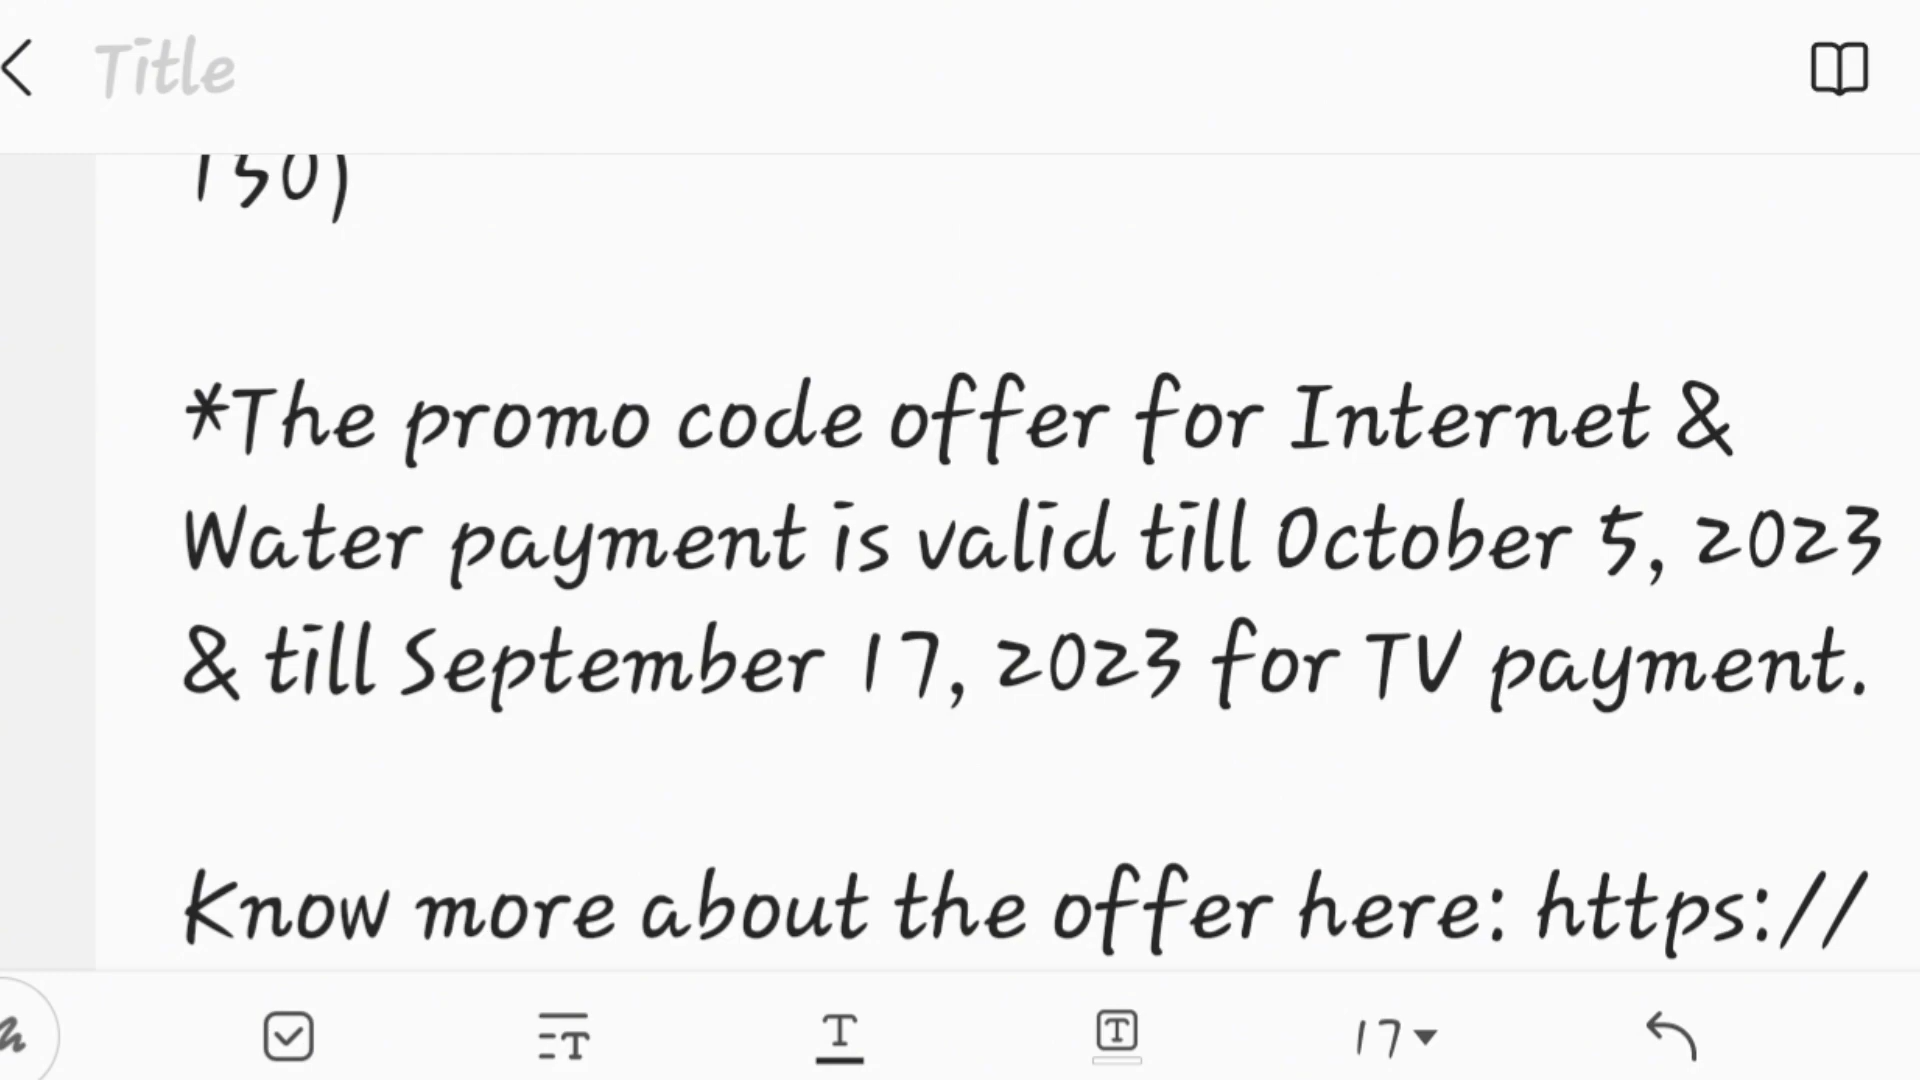 Title
150)
*The promo code offer for Internet &
Water payment is valid till October 5, 2023
& till September 17, 2023 for TV payment.
Know more about the offer here: https://
17